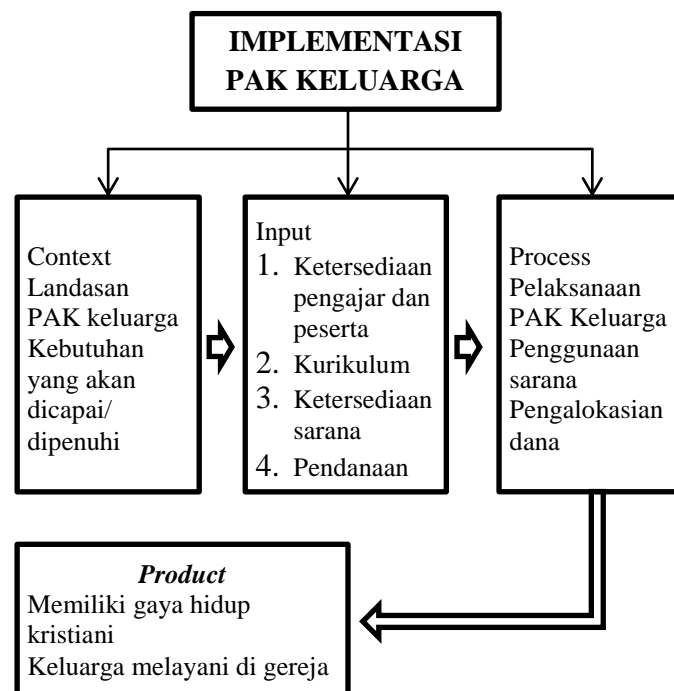 IMPLEMENTASI
PAK KELUARGA
Context
Landasan
PAK keluarga
Kebutuhan
yang akan
dicapai/
dipenuhi
Input
1. Ketersediaan
pengajar dan
peserta
2. Kurikulum
3. Ketersediaan
sarana
4. Pendanaan
Process
Pelaksanaan
PAK Keluarga
Penggunaan
sarana
Pengalokasian
dana
Product
Memiliki gaya hidup
kristiani
Keluarga melayani di gereja